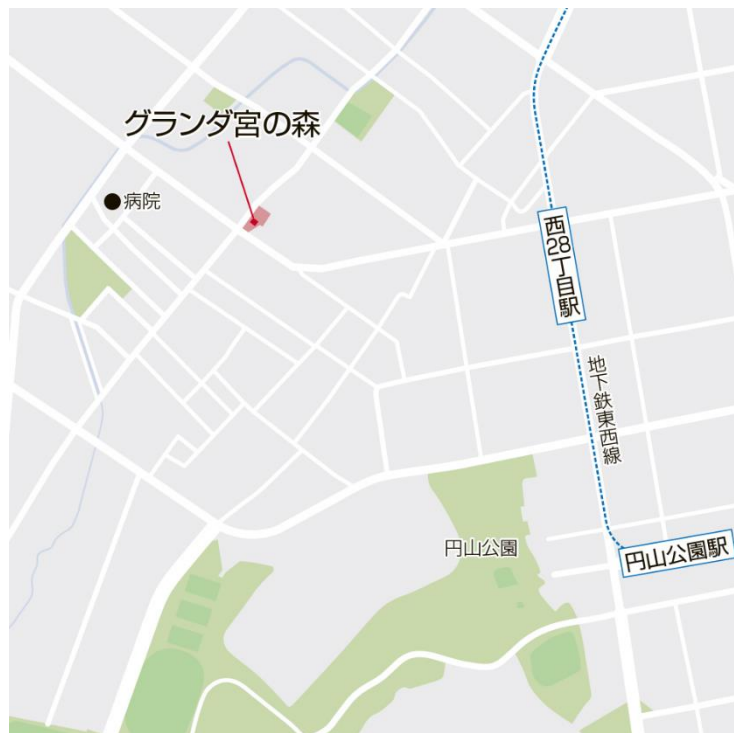 グランダ宮の森
病院
西28丁目駅
地下鉄東西線
円山公園
円山公園駅